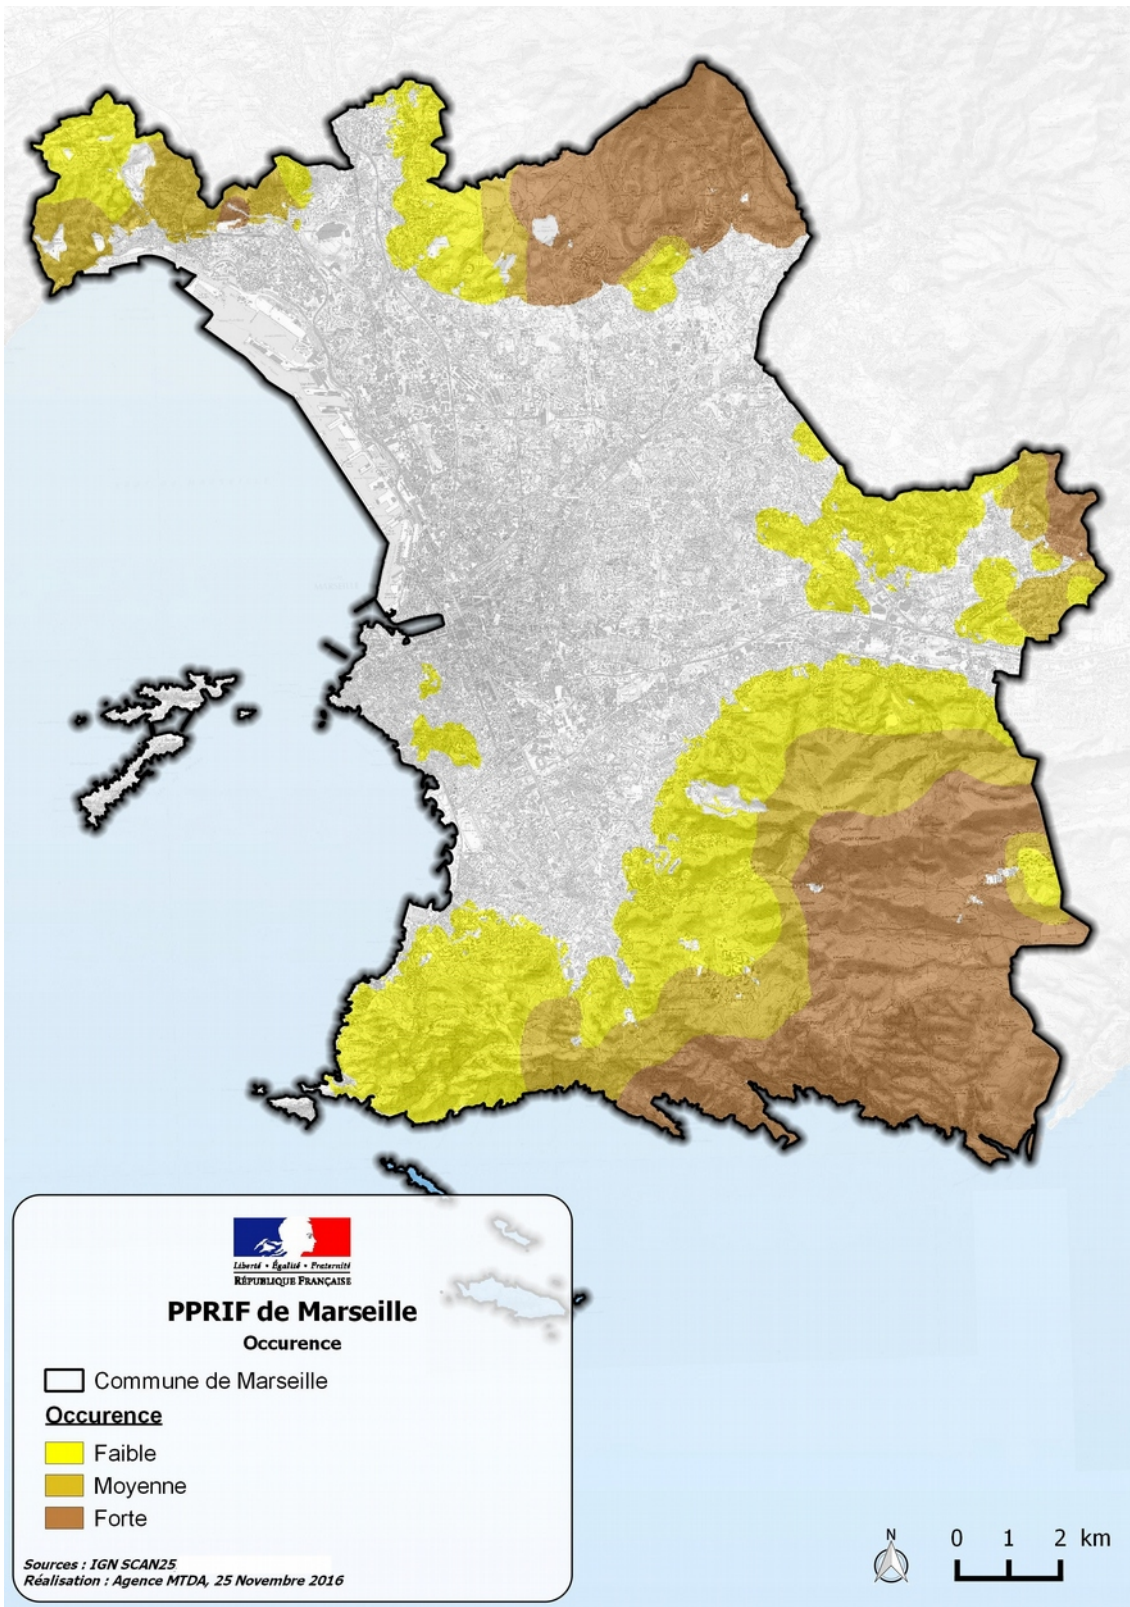 Liberté • Égalité • Fraternité
RÉPUBLIQUE FRANÇAISE
PPRIF de Marseille
Occurence
Commune de Marseille
Occurence
Faible
Moyenne
Forte
Sources : IGN SCAN25
Réalisation : Agence MTDA, 25 Novembre 2016
N
0 1 2 km